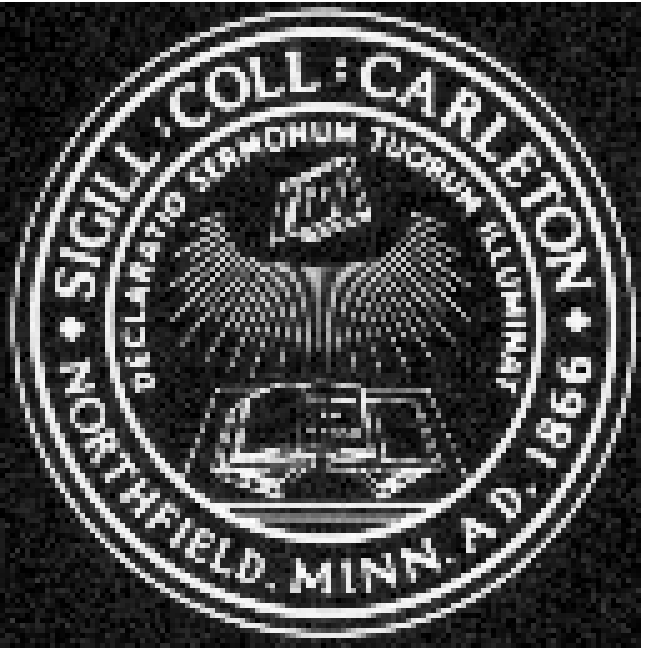 SIGILL : COLL : CARLETON
DECLARATIO SERMONUM TUORUM ILLUMINAT
NORTHFIELD. MINN. A D. 1866